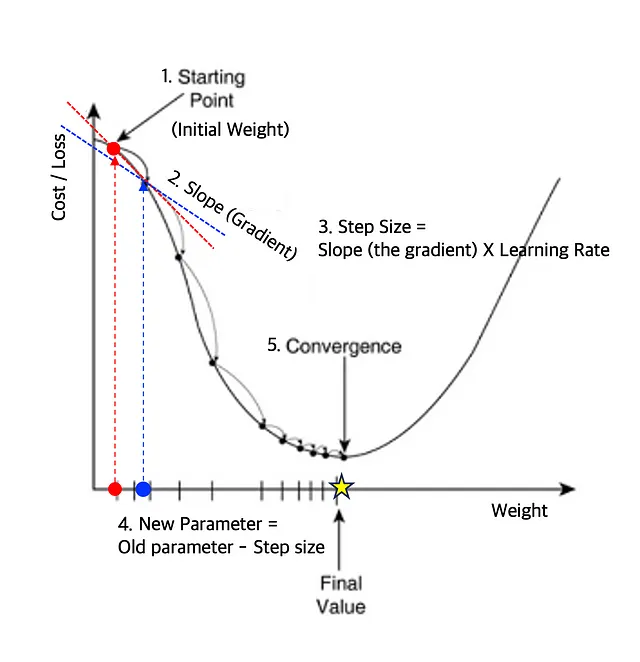 1. Starting
Point
(Initial Weight)
Cost / Loss
2. Slope (Gradient)
3. Step Size =
Slope (the gradient) X Learning Rate
5. Convergence
Weight
4. New Parameter =
Old parameter - Step size
Final
Value